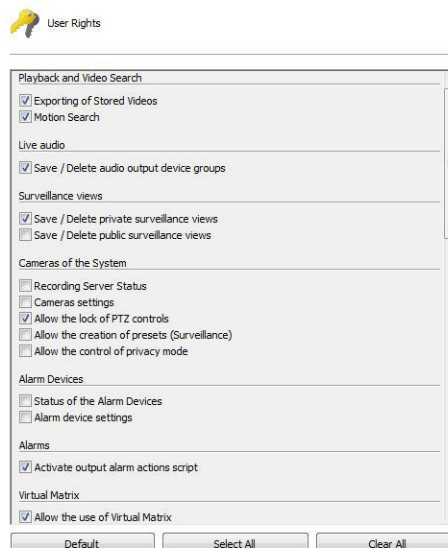 User Rights
Playback and Video Search
Exporting of Stored Videos
Motion Search
Live audio
Save / Delete audio output device groups
Surveillance views
Save / Delete private surveillance views
Save / Delete public surveillance views
Cameras of the System
Recording Server Status
Cameras settings
Allow the lock of PTZ controls
Allow the creation of presets (Surveillance)
Allow the control of privacy mode
Alarm Devices
Status of the Alarm Devices
Alarm device settings
Alarms
Activate output alarm actions script
Virtual Matrix
Allow the use of Virtual Matrix
Default Select All Clear All